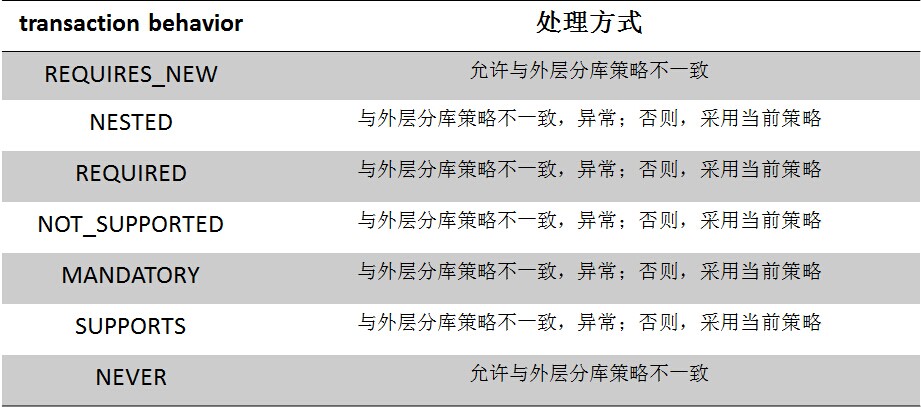 transaction behavior 处理方式
REQUIRES_NEW 允许与外层分库策略不一致
NESTED 与外层分库策略不一致，异常；否则，采用当前策略
REQUIRED 与外层分库策略不一致，异常；否则，采用当前策略
NOT_SUPPORTED 与外层分库策略不一致，异常；否则，采用当前策略
MANDATORY 与外层分库策略不一致，异常；否则，采用当前策略
SUPPORTS 与外层分库策略不一致，异常；否则，采用当前策略
NEVER 允许与外层分库策略不一致